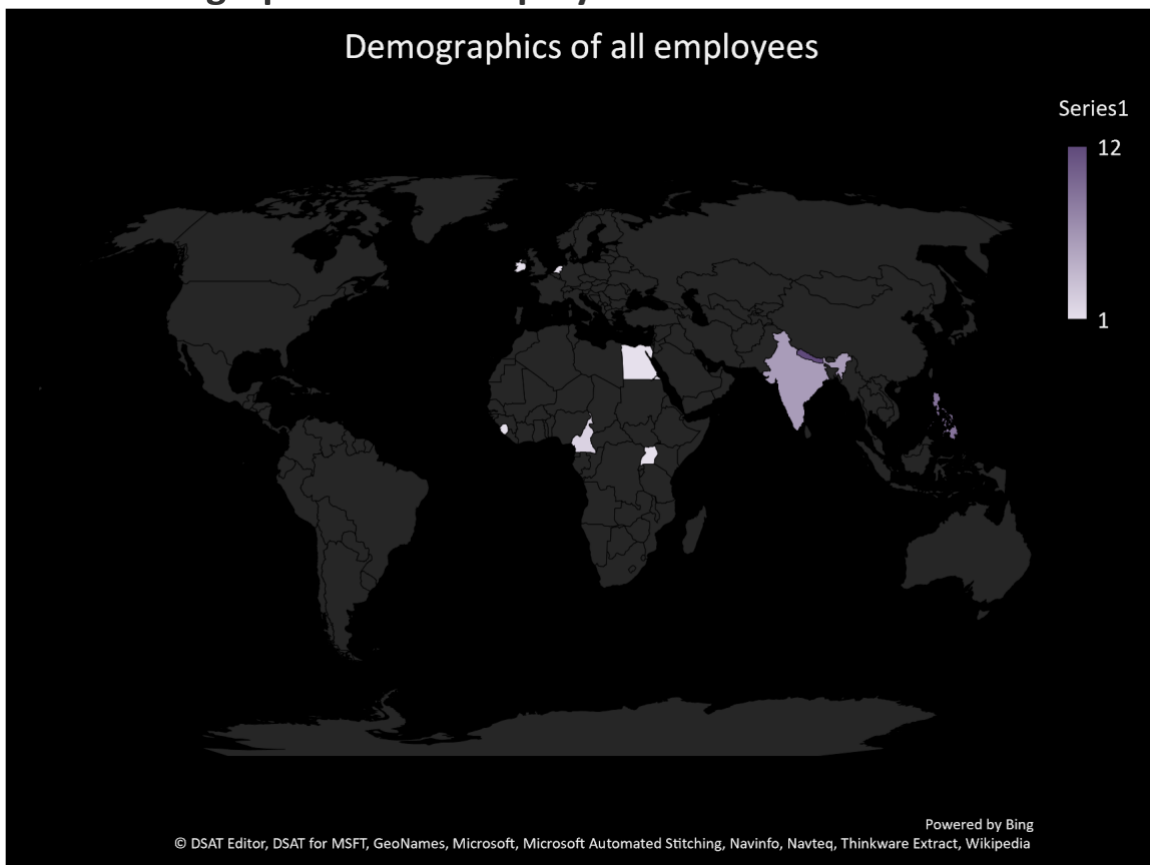 Demographics of all employees
Series1
12
1
Powered by Bing
© DSAT Editor, DSAT for MSFT, GeoNames, Microsoft, Microsoft Automated Stitching, Navinfo, Navteq, Thinkware Extract, Wikipedia